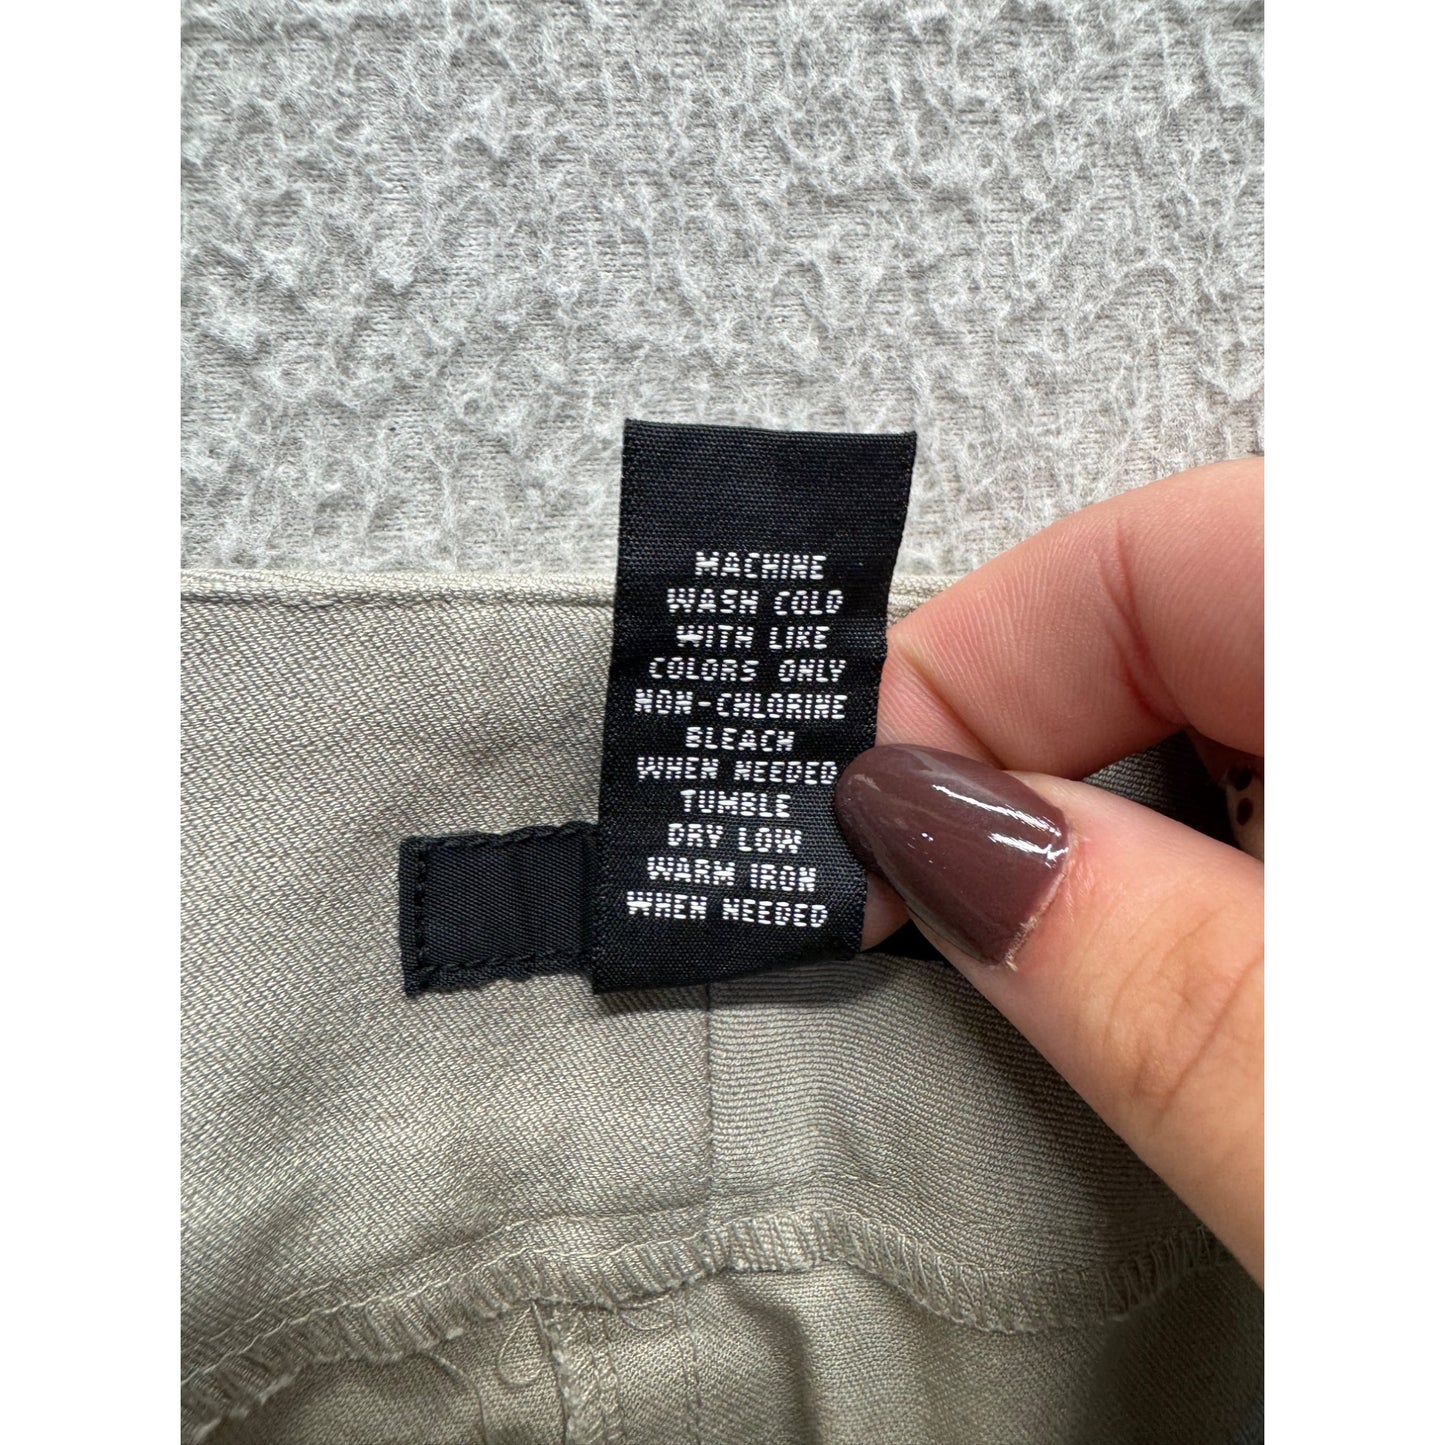 MACHINE
WASH COLD
WITH LIKE
COLORS ONLY
NON-CHLORINE
BLEACH
WHEN NEEDED
TUMBLE
DRY LOW
WARM IRON
WHEN NEEDED